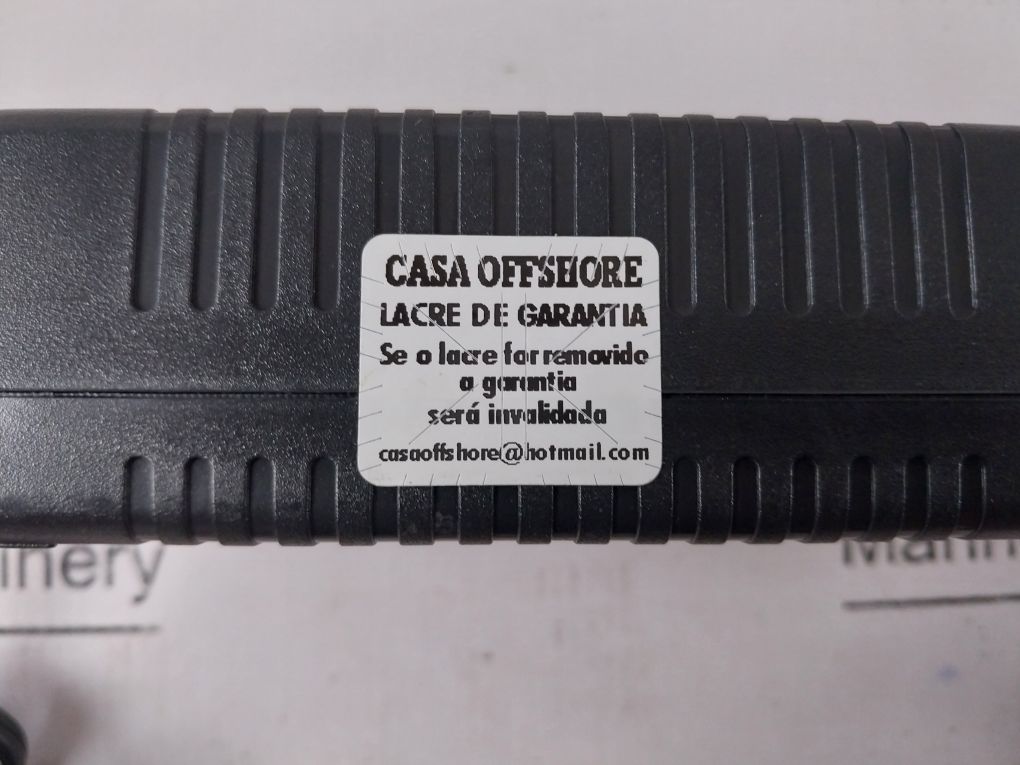 CASA OFFSHORE
LACRE DE GARANTIA
Se o lacre for removido
a garantia
será invalidada
casaoffshore@hotmail.com